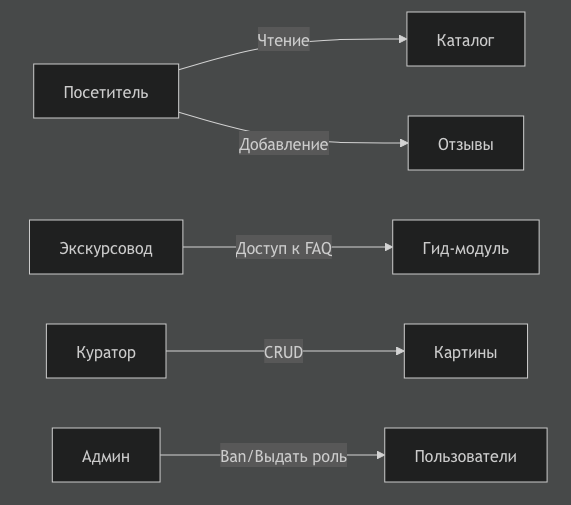 Посетитель
Чтение
Каталог
Добавление
Отзывы
Экскурсовод
Доступ к FAQ
Гид-модуль
Куратор
CRUD
Картины
Админ
Ban/Выдать роль
Пользователи